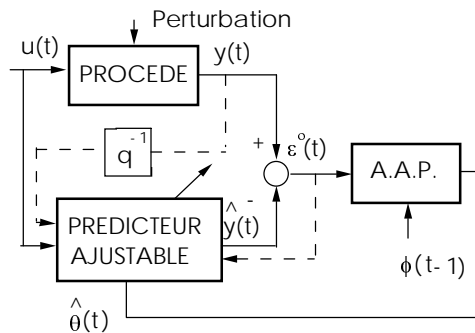 Perturbation
u(t)
y(t)
PROCEDE
q⁻¹
+
ε°(t)
A.A.P.
-
ŷ(t)
PREDICTEUR
AJUSTABLE
ϕ(t-1)
θ̂(t)